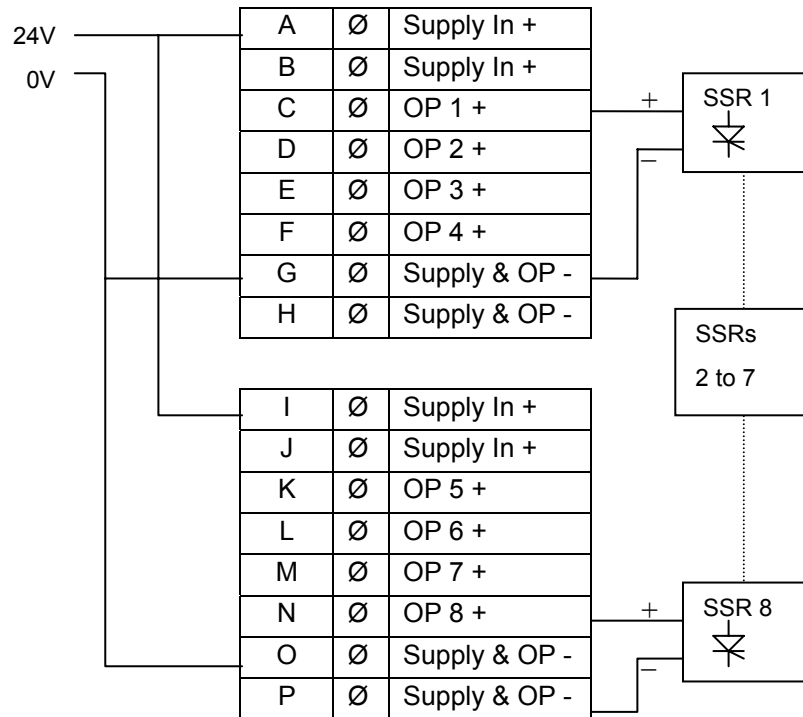 24V
0V
A Ø Supply In +
B Ø Supply In +
C Ø OP 1 +
D Ø OP 2 +
E Ø OP 3 +
F Ø OP 4 +
G Ø Supply & OP -
H Ø Supply & OP -
+ SSR 1
–
SSRs
2 to 7
I Ø Supply In +
J Ø Supply In +
K Ø OP 5 +
L Ø OP 6 +
M Ø OP 7 +
N Ø OP 8 +
O Ø Supply & OP -
P Ø Supply & OP -
+ SSR 8
–